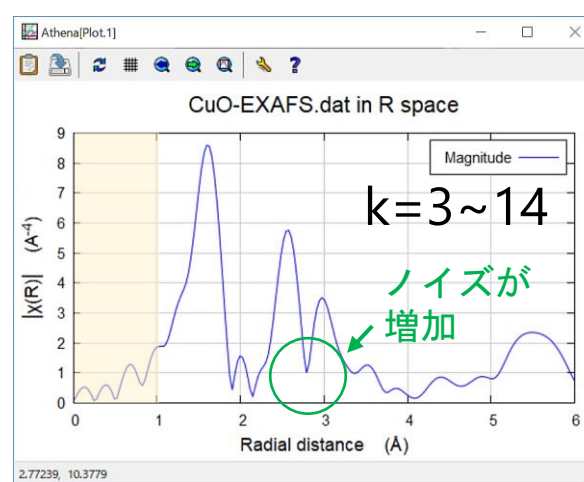 Athena[Plot.1]
CuO-EXAFS.dat in R space
Magnitude
k=3~14
ノイズが
増加
9
8
7
6
5
4
3
2
1
0
|χ(R)| (A⁻⁴)
0 1 2 3 4 5 6
Radial distance (Å)
2.77239, 10.3779